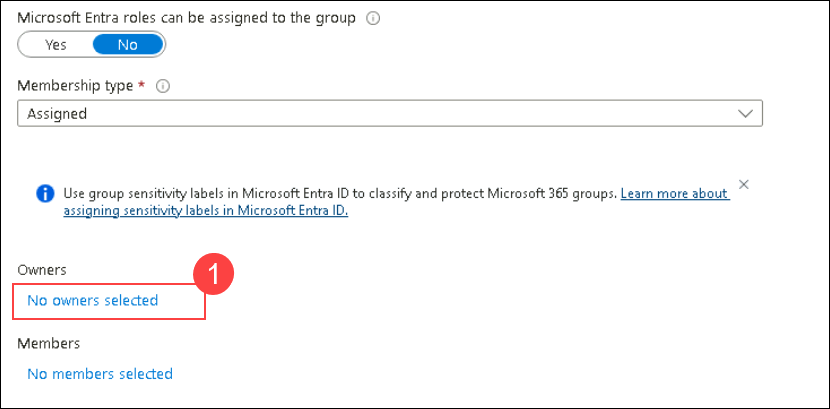 Microsoft Entra roles can be assigned to the group
Yes No
Membership type *
Assigned
Use group sensitivity labels in Microsoft Entra ID to classify and protect Microsoft 365 groups. Learn more about
assigning sensitivity labels in Microsoft Entra ID.
Owners
1
No owners selected
Members
No members selected